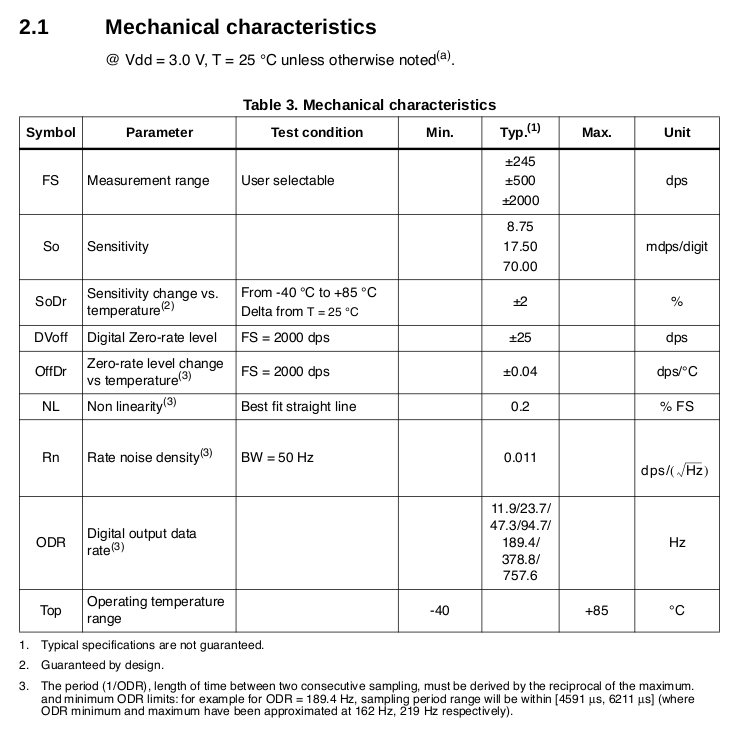 2.1 Mechanical characteristics
@ Vdd = 3.0 V, T = 25 °C unless otherwise noted(a).
Table 3. Mechanical characteristics
Symbol Parameter Test condition Min. Typ.(1) Max. Unit
FS Measurement range User selectable ±245 ±500 ±2000 dps
So Sensitivity 8.75 17.50 70.00 mdps/digit
SoDr Sensitivity change vs. temperature(2) From -40 °C to +85 °C Delta from T = 25 °C ±2 %
DVoff Digital Zero-rate level FS = 2000 dps ±25 dps
OffDr Zero-rate level change vs temperature(3) FS = 2000 dps ±0.04 dps/°C
NL Non linearity(3) Best fit straight line 0.2 % FS
Rn Rate noise density(3) BW = 50 Hz 0.011 dps/(√Hz)
ODR Digital output data rate(3) 11.9/23.7/ 47.3/94.7/ 189.4/ 378.8/ 757.6 Hz
Top Operating temperature range -40 +85 °C
1. Typical specifications are not guaranteed.
2. Guaranteed by design.
3. The period (1/ODR), length of time between two consecutive sampling, must be derived by the reciprocal of the maximum.
and minimum ODR limits: for example for ODR = 189.4 Hz, sampling period range will be within [4591 μs, 6211 μs] (where
ODR minimum and maximum have been approximated at 162 Hz, 219 Hz respectively).